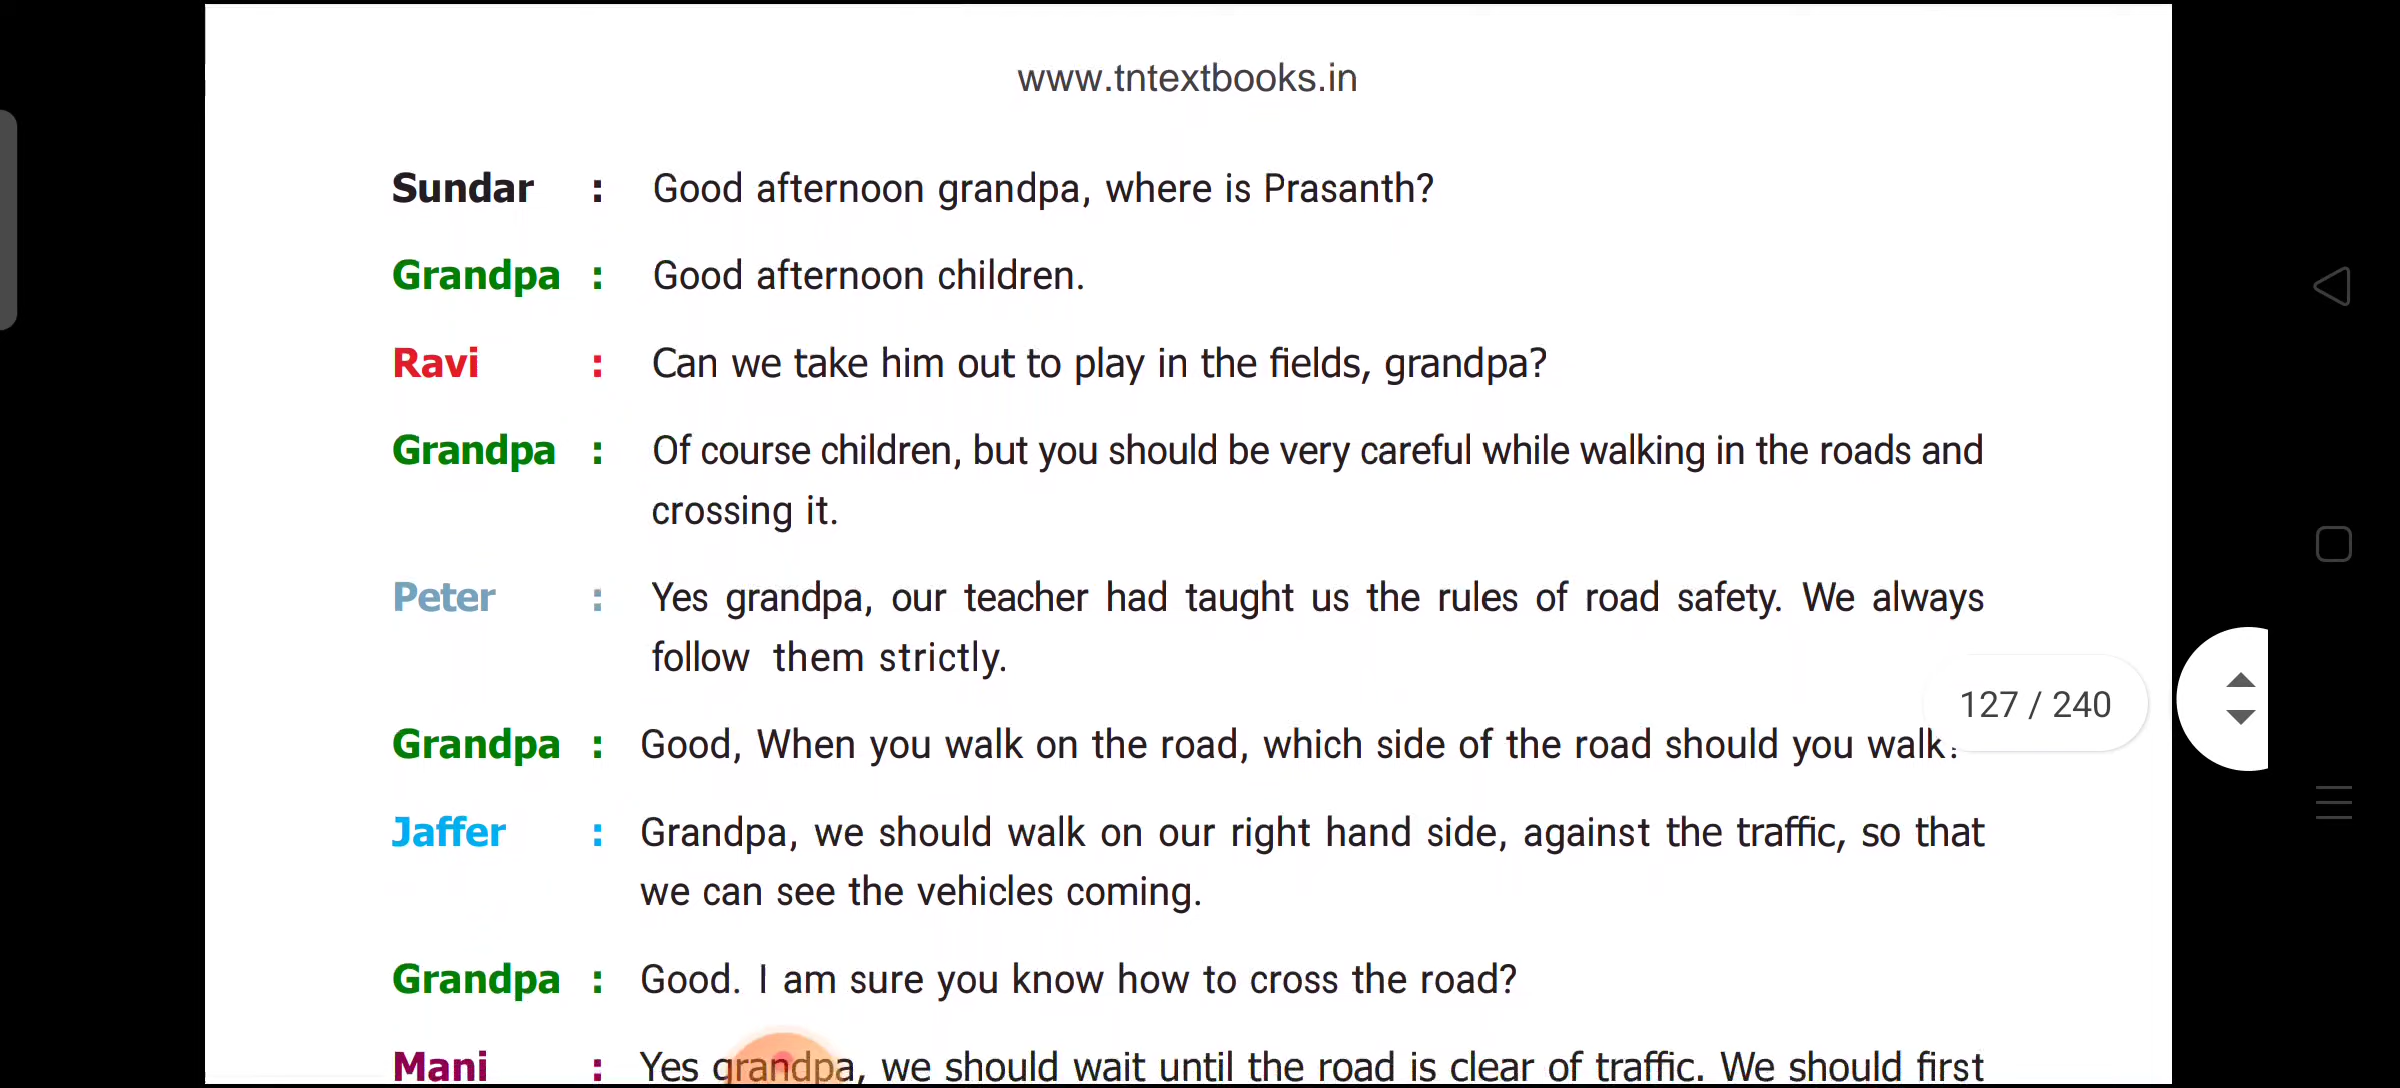 www.tntextbooks.in
Sundar : Good afternoon grandpa, where is Prasanth?
Grandpa : Good afternoon children.
Ravi : Can we take him out to play in the fields, grandpa?
Grandpa : Of course children, but you should be very careful while walking in the roads and
crossing it.
Peter : Yes grandpa, our teacher had taught us the rules of road safety. We always
follow them strictly.
127 / 240
Grandpa : Good, When you walk on the road, which side of the road should you walk?
Jaffer : Grandpa, we should walk on our right hand side, against the traffic, so that
we can see the vehicles coming.
Grandpa : Good. I am sure you know how to cross the road?
Mani : Yes grandpa, we should wait until the road is clear of traffic. We should first